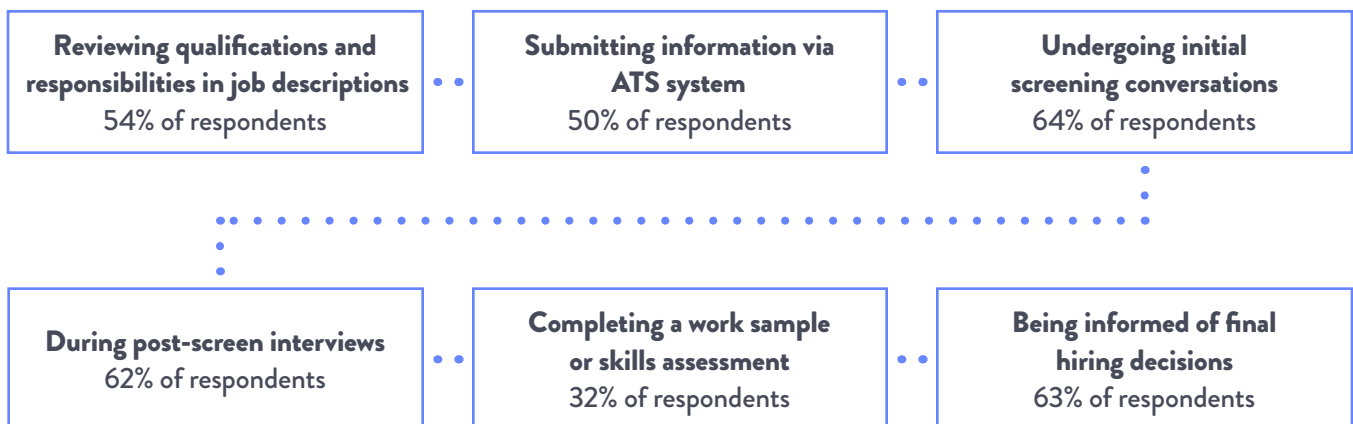 Reviewing qualifications and
responsibilities in job descriptions
54% of respondents
Submitting information via
ATS system
50% of respondents
Undergoing initial
screening conversations
64% of respondents
During post-screen interviews
62% of respondents
Completing a work sample
or skills assessment
32% of respondents
Being informed of final
hiring decisions
63% of respondents